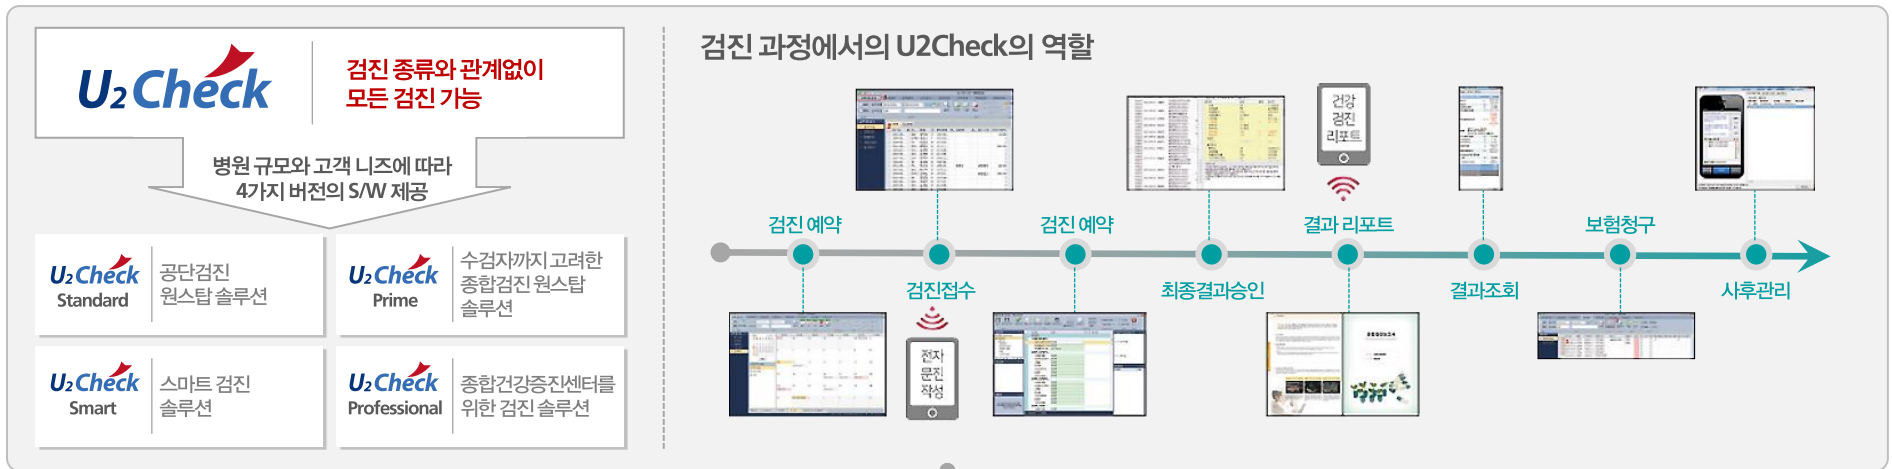 U2Check
검진 종류와 관계없이
모든 검진 가능
병원 규모와 고객 니즈에 따라
4가지 버전의 S/W 제공
U2Check
Standard
공단검진
원스탑 솔루션
U2Check
Prime
수검자까지 고려한
종합검진 원스탑
솔루션
U2Check
Smart
스마트 검진
솔루션
U2Check
Professional
종합건강증진센터를
위한 검진 솔루션
검진 과정에서의 U2Check의 역할
건강
검진
리포트
검진 예약
검진 예약
결과 리포트
보험청구
검진접수
최종결과승인
결과조회
사후관리
전자
문진
작성